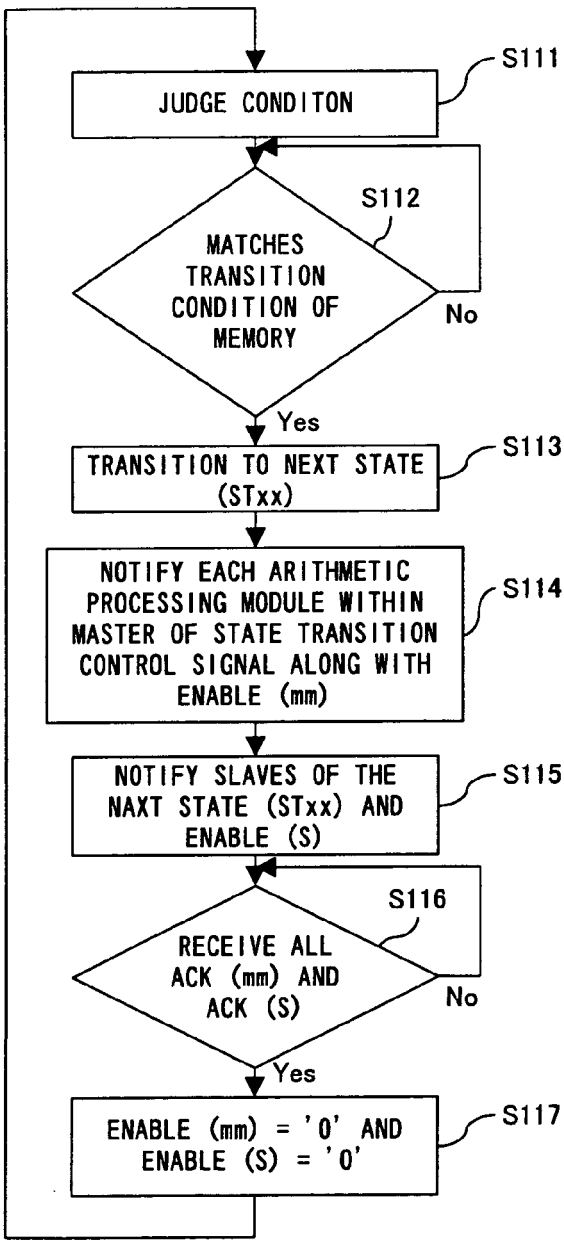 S111
JUDGE CONDITON
S112
MATCHES
TRANSITION
CONDITION OF
MEMORY
No
Yes
S113
TRANSITION TO NEXT STATE
(STxx)
S114
NOTIFY EACH ARITHMETIC
PROCESSING MODULE WITHIN
MASTER OF STATE TRANSITION
CONTROL SIGNAL ALONG WITH
ENABLE (mm)
S115
NOTIFY SLAVES OF THE
NAXT STATE (STxx) AND
ENABLE (S)
S116
RECEIVE ALL
ACK (mm) AND
ACK (S)
No
Yes
S117
ENABLE (mm) = '0' AND
ENABLE (S) = '0'